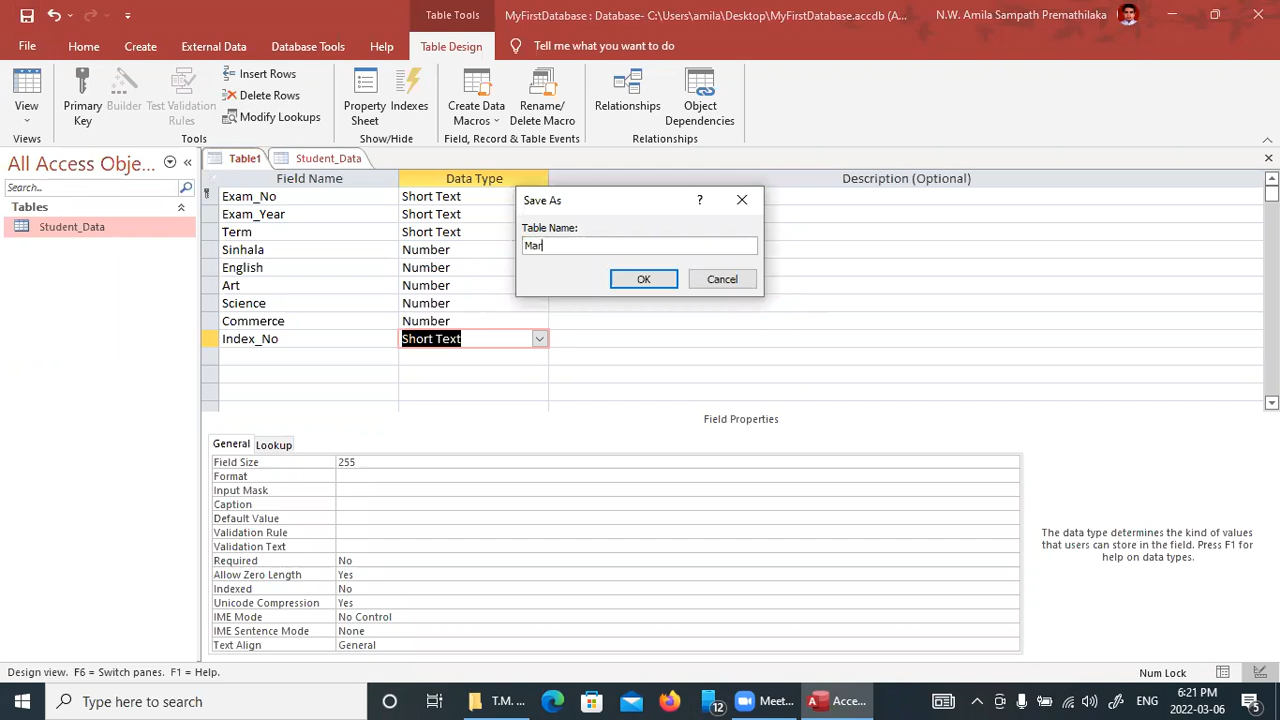 Table Tools
MyFirstDatabase : Database- C:\Users\amila\Desktop\MyFirstDatabase.accdb (A...
N.W. Amila Sampath Premathilaka
File
Home
Create
External Data
Database Tools
Help
Table Design
Tell me what you want to do
View
Primary Key
Builder
Test Validation Rules
Insert Rows
Delete Rows
Modify Lookups
Property Sheet
Indexes
Create Data Macros
Rename/ Delete Macro
Relationships
Object Dependencies
Views
Tools
Show/Hide
Field, Record & Table Events
Relationships
All Access Obje...
Search...
Tables
Student_Data
Table1
Student_Data
Field Name
Data Type
Description (Optional)
Exam_No
Short Text
Exam_Year
Short Text
Term
Short Text
Sinhala
Number
English
Number
Art
Number
Science
Number
Commerce
Number
Index_No
Short Text
Save As
?
Table Name:
Mar
OK
Cancel
Field Properties
General
Lookup
Field Size
255
Format
Input Mask
Caption
Default Value
Validation Rule
Validation Text
Required
No
Allow Zero Length
Yes
Indexed
No
Unicode Compression
Yes
IME Mode
No Control
IME Sentence Mode
None
Text Align
General
The data type determines the kind of values
that users can store in the field. Press F1 for
help on data types.
Design view.  F6 = Switch panes.  F1 = Help.
Num Lock
Type here to search
T.M. ...
12
Meet...
Acce...
ENG
6:21 PM
2022-03-06
5